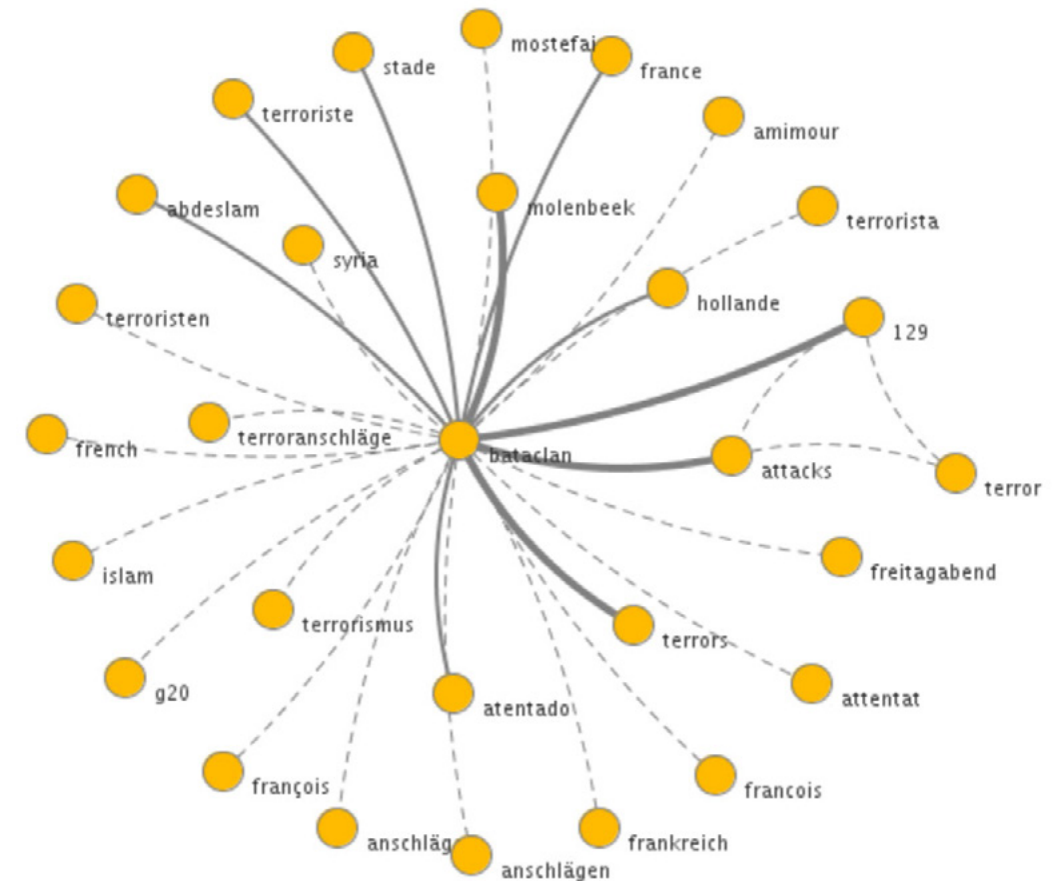 mostefai
stade
france
terroriste
amimour
abdeslam
molenbeek
terrorista
syria
hollande
terroristen
129
terroranschläge
french
bataclan
attacks
terror
islam
freitagabend
terrorismus
terrors
g20
atentado
attentat
françois
francois
anschläg
frankreich
anschlägen